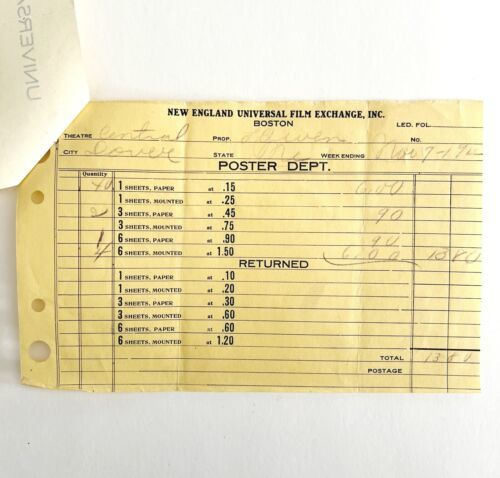 UNIVERSA
NEW ENGLAND UNIVERSAL FILM EXCHANGE, INC.
BOSTON LED. FOL.
THEATRE Central PROP. No.
CITY Dover STATE Me WEEK ENDING Nov 7-19
POSTER DEPT.
Quantity
40 1 SHEETS, PAPER at .15 6.00
1 SHEETS, MOUNTED at .25
2 3 SHEETS, PAPER at .45 90
3 SHEETS, MOUNTED at .75
1 6 SHEETS, PAPER at .90 90
4 6 SHEETS, MOUNTED at 1.50 6.00 13 80
RETURNED
1 SHEETS, PAPER at .10
1 SHEETS, MOUNTED at .20
3 SHEETS, PAPER at .30
3 SHEETS, MOUNTED at .60
6 SHEETS, PAPER at .60
6 SHEETS, MOUNTED at 1.20
TOTAL 13 80
POSTAGE